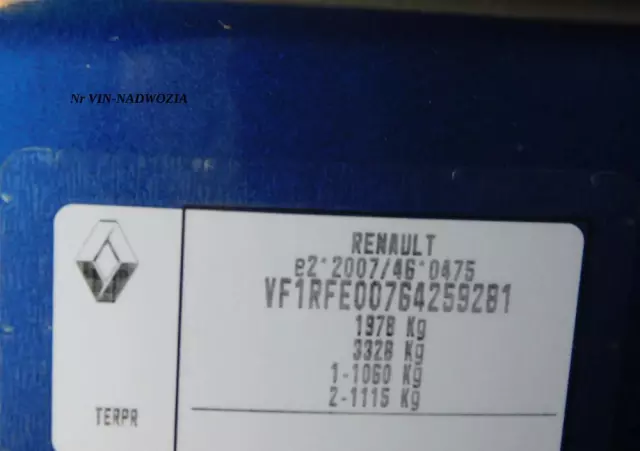 Nr VIN-NADWOZIA
RENAULT
e2*2007/46*0475
VF1RFE00764259281
1978 Kg
3328 Kg
1-1060 Kg
2-1115 Kg
TERPR